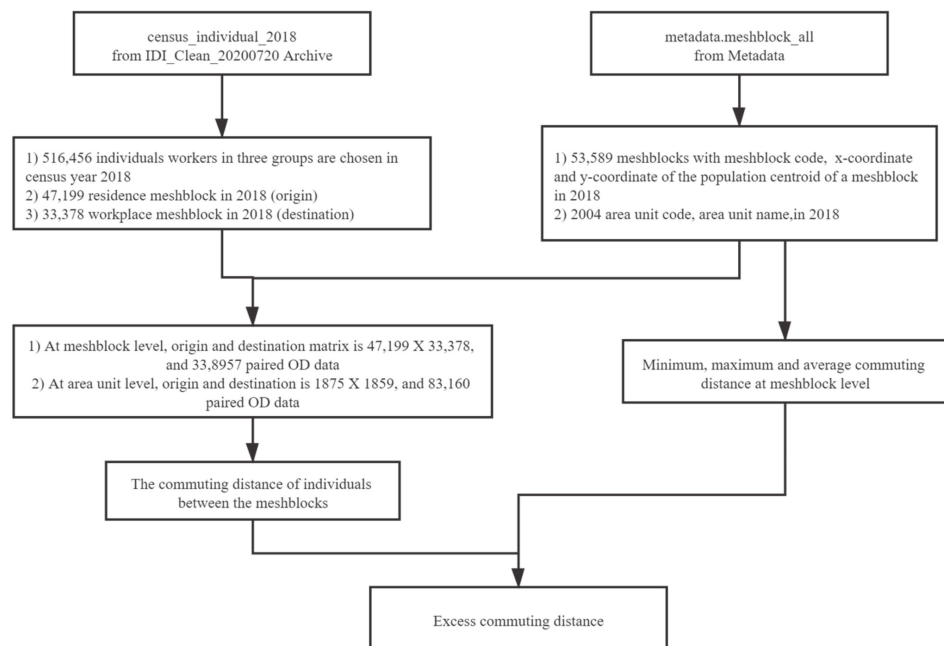 census_individual_2018
from IDI_Clean_20200720 Archive
metadata.meshblock_all
from Metadata
1) 516,456 individuals workers in three groups are chosen in
census year 2018
2) 47,199 residence meshblock in 2018 (origin)
3) 33,378 workplace meshblock in 2018 (destination)
1) 53,589 meshblocks with meshblock code, x-coordinate
and y-coordinate of the population centroid of a meshblock
in 2018
2) 2004 area unit code, area unit name,in 2018
1) At meshblock level, origin and destination matrix is 47,199 X 33,378,
and 33,8957 paired OD data
2) At area unit level, origin and destination is 1875 X 1859, and 83,160
paired OD data
Minimum, maximum and average commuting
distance at meshblock level
The commuting distance of individuals
between the meshblocks
Excess commuting distance